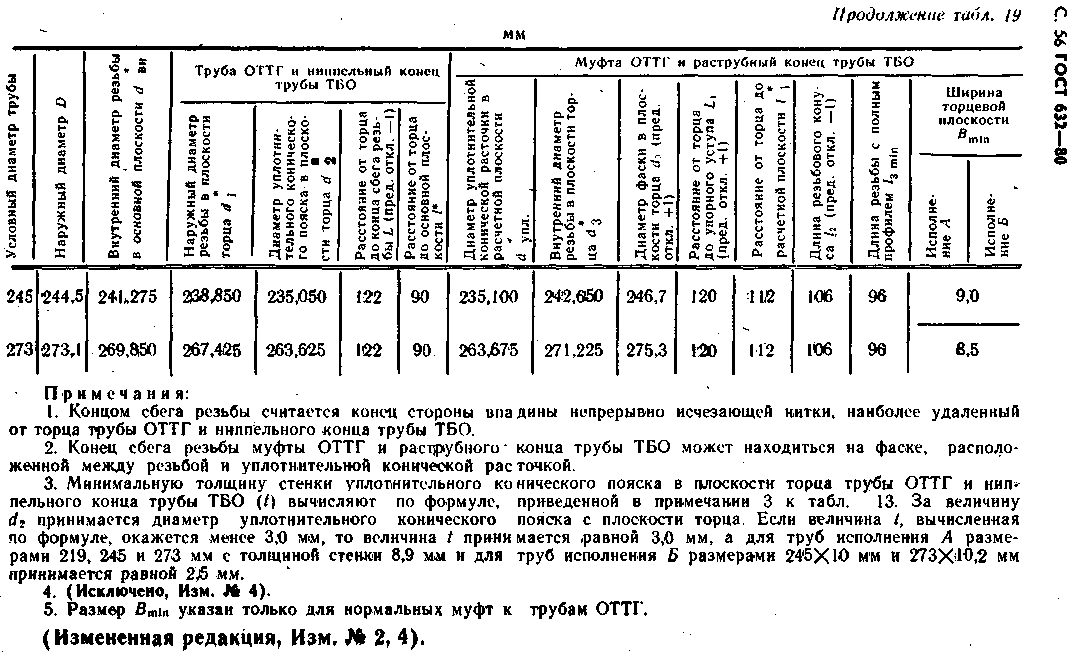 Продолжение табл. 19
С. 56 ГОСТ 632—80
мм
Условный диаметр трубы
Наружный диаметр D
Внутренний диаметр резьбы в основной плоскости d вн *
Труба ОТТГ и ниппельный конец трубы ТБО
Наружный диаметр резьбы в плоскости торца d 1 *
Диаметр уплотнительного конического пояска в плоскости торца d 2
Расстояние от торца до конца сбега резьбы L (пред. откл. —1)
Расстояние от торца до основной плоскости l*
Муфта ОТТГ и раструбный конец трубы ТБО
Диаметр уплотнительной конической расточки в расчетной плоскости d упл. *
Внутренний диаметр резьбы в плоскости торца d 3 *
Диаметр фаски в плоскости торца d₅ (пред. откл. +1)
Расстояние от торца до упорного уступа L₁ (пред. откл. +1)
Расстояние от торца до расчетной плоскости l 1 *
Длина резьбового конуса l₂ (пред. откл. —1)
Длина резьбы с полным профилем l3 min
Ширина торцевой плоскости Bmin
Исполнение А
Исполнение Б
245 244,5 241,275 238,850 235,050 122 90 235,100 242,650 246,7 120 112 106 96 9,0
273 273,1 269,850 267,425 263,625 122 90 263,675 271,225 275,3 120 112 106 96 8,5
Примечания:
1. Концом сбега резьбы считается конец стороны впадины непрерывно исчезающей нитки, наиболее удаленный
от торца трубы ОТТГ и ниппельного конца трубы ТБО.
2. Конец сбега резьбы муфты ОТТГ и раструбного конца трубы ТБО может находиться на фаске, располо-
женной между резьбой и уплотнительной конической расточкой.
3. Минимальную толщину стенки уплотнительного конического пояска в плоскости торца трубы ОТТГ и нип-
пельного конца трубы ТБО (t) вычисляют по формуле, приведенной в примечании 3 к табл. 13. За величину
d₂ принимается диаметр уплотнительного конического пояска с плоскости торца. Если величина t, вычисленная
по формуле, окажется менее 3,0 мм, то величина t принимается равной 3,0 мм, а для труб исполнения А разме-
рами 219, 245 и 273 мм с толщиной стенки 8,9 мм и для труб исполнения Б размерами 245×10 мм и 273×10,2 мм
принимается равной 2,5 мм.
4. (Исключено, Изм. № 4).
5. Размер Bmin указан только для нормальных муфт к трубам ОТТГ.
(Измененная редакция, Изм. № 2, 4).